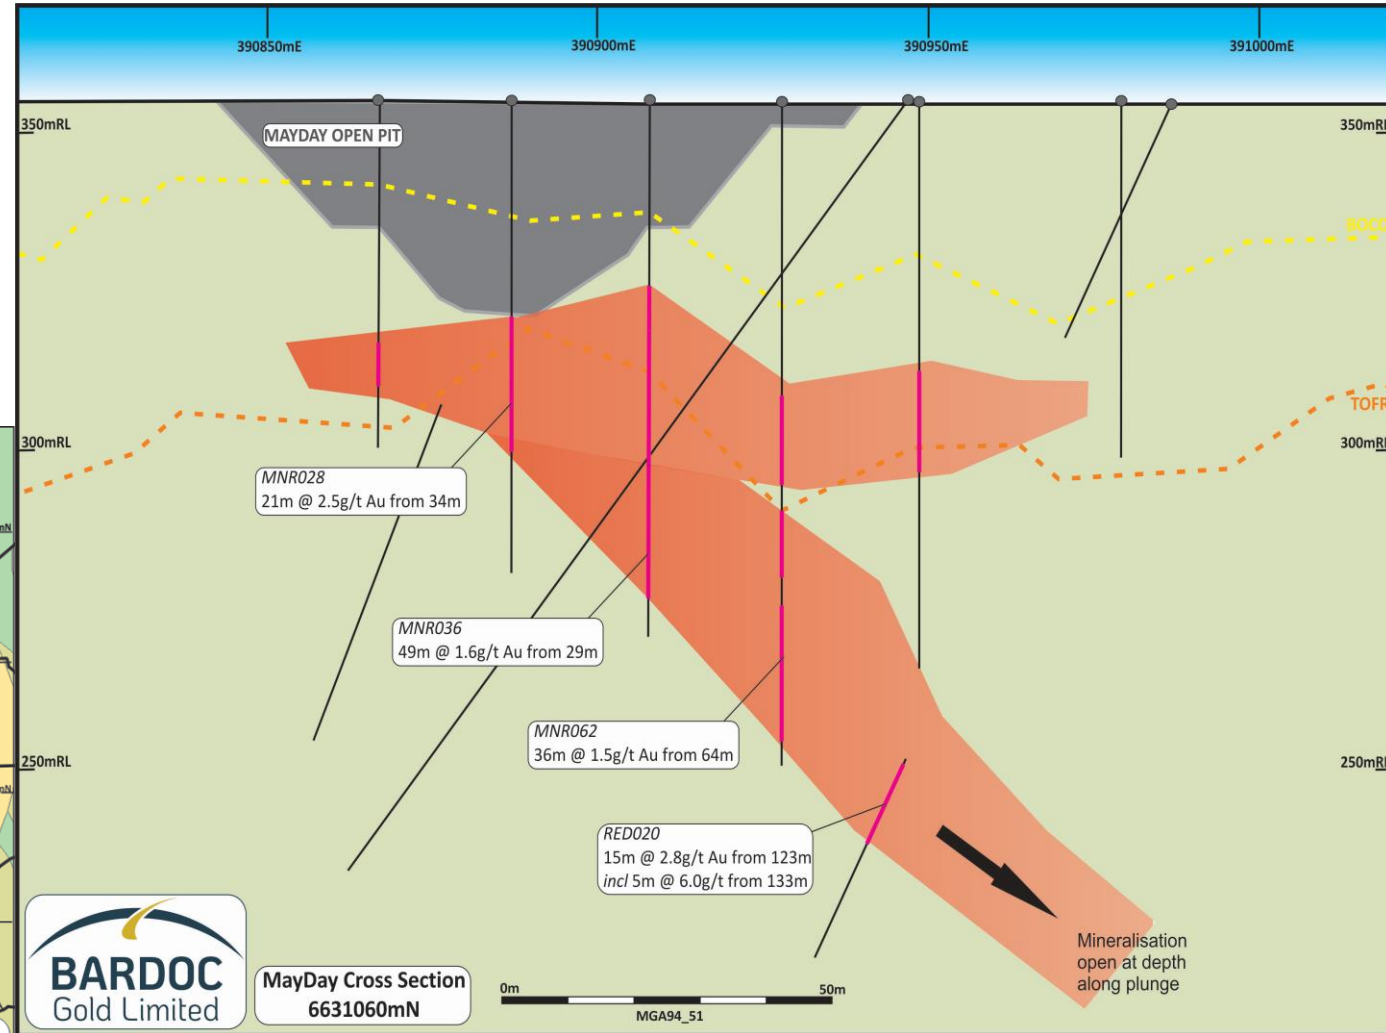 390850mE
390900mE
390950mE
391000mE
350mRL
MAYDAY OPEN PIT
350mRL
BOCO
TOFR
300mRL
300mRL
MNR028
21m @ 2.5g/t Au from 34m
MNR036
49m @ 1.6g/t Au from 29m
MNR062
36m @ 1.5g/t Au from 64m
250mRL
250mRL
RED020
15m @ 2.8g/t Au from 123m
incl 5m @ 6.0g/t from 133m
Mineralisation
open at depth
along plunge
BARDOC
Gold Limited
MayDay Cross Section
6631060mN
0m
50m
MGA94_51